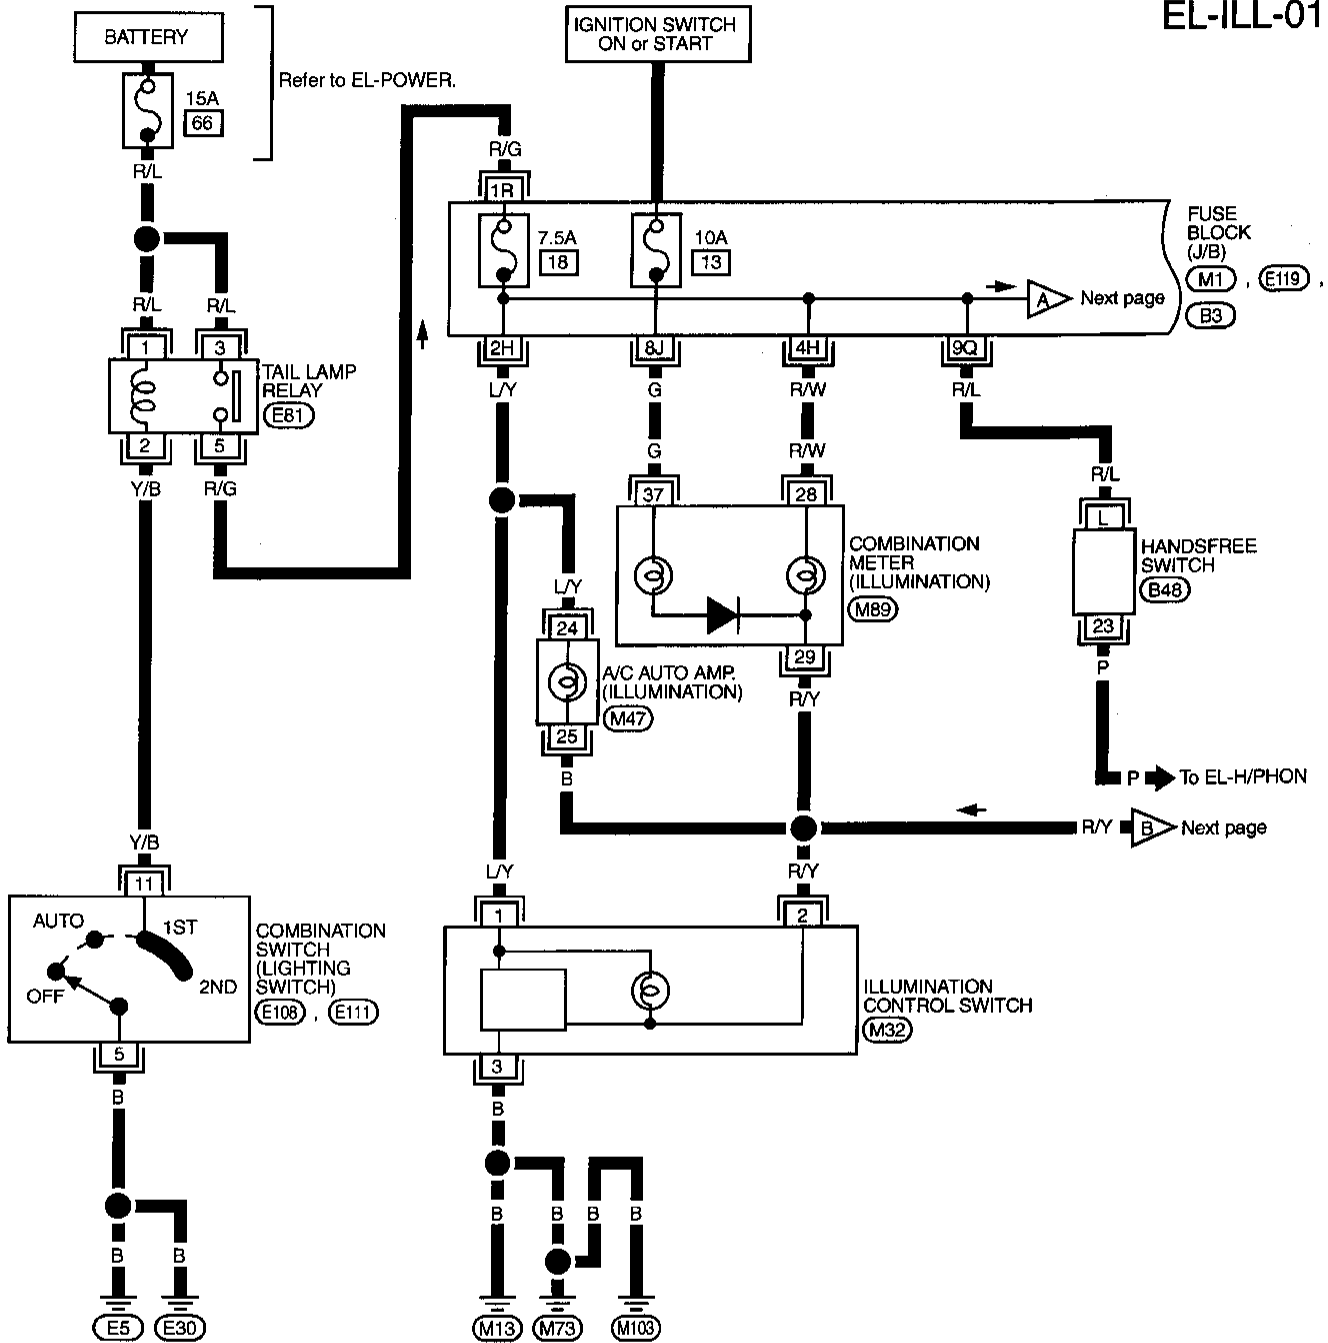 EL-ILL-01
BATTERY
IGNITION SWITCH
ON or START
Refer to EL-POWER.
15A
66
R/L
R/G
1R
FUSE
BLOCK
(J/B)
M1 , E119 ,
B3
7.5A
18
10A
13
A Next page
R/L R/L
1 3
2H 8J 4H 9Q
TAIL LAMP
RELAY
E81
L/Y G R/W R/L
2 5
Y/B R/G
G R/W R/L
37 28 L
COMBINATION
METER
(ILLUMINATION)
M89
HANDSFREE
SWITCH
B48
L/Y
24
23
29
A/C AUTO AMP.
(ILLUMINATION)
M47
P
R/Y
25
B
P To EL-H/PHON
R/Y B Next page
Y/B
L/Y R/Y
11
1 2
AUTO 1ST
OFF 2ND
COMBINATION
SWITCH
(LIGHTING
SWITCH)
E108 , E111
ILLUMINATION
CONTROL SWITCH
M32
5
3
B
B
B B B B
B B
E5 E30 M13 M73 M103